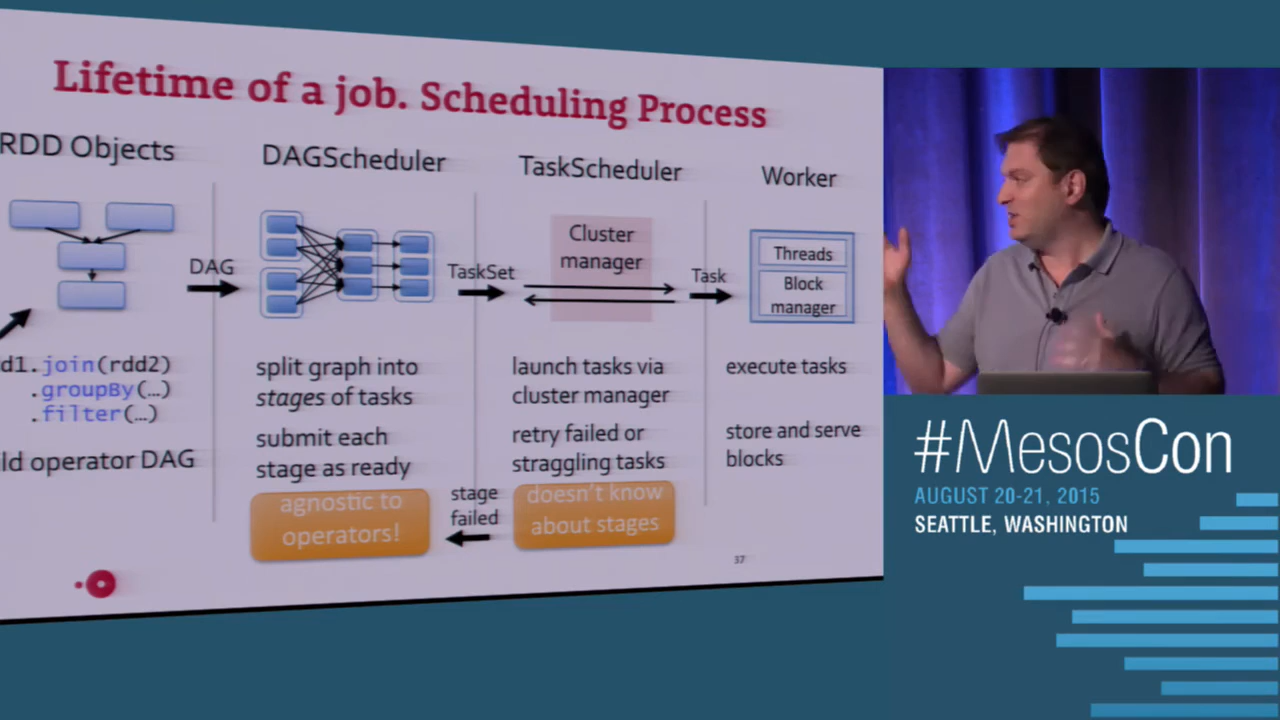 Lifetime of a job. Scheduling Process
RDD Objects
DAGScheduler
TaskScheduler
Worker
DAG
TaskSet
Cluster
manager
Task
Threads
Block
manager
d1.join(rdd2)
.groupBy(…)
.filter(…)
ld operator DAG
split graph into
stages of tasks
submit each
stage as ready
agnostic to
operators!
stage
failed
launch tasks via
cluster manager
retry failed or
straggling tasks
doesn't know
about stages
execute tasks
store and serve
blocks
37
#MesosCon
AUGUST 20-21, 2015
SEATTLE, WASHINGTON